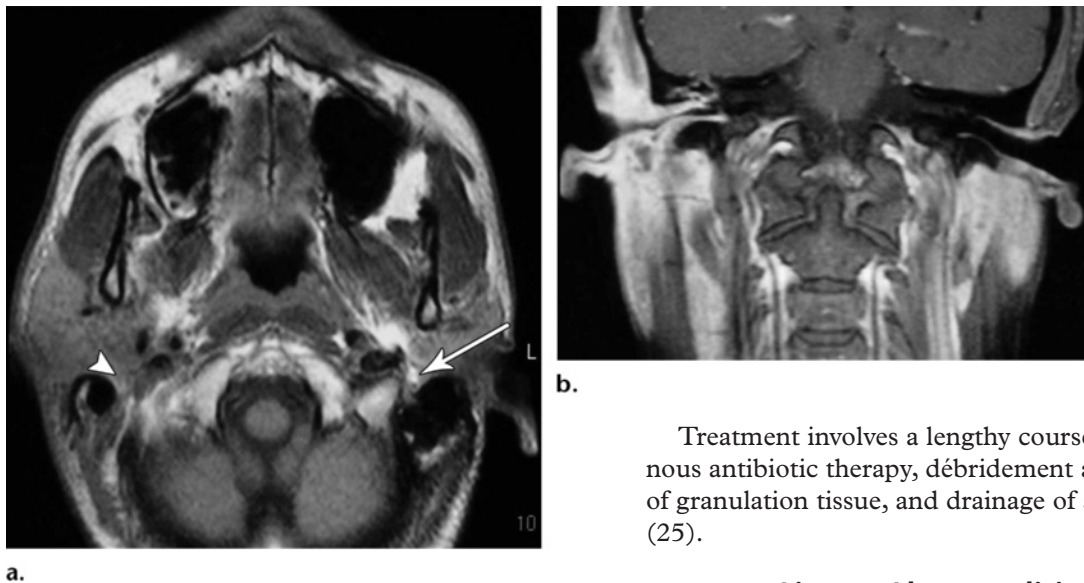 L
10
a.
b.
Treatment involves a lengthy course
nous antibiotic therapy, débridement a
of granulation tissue, and drainage of
(25).